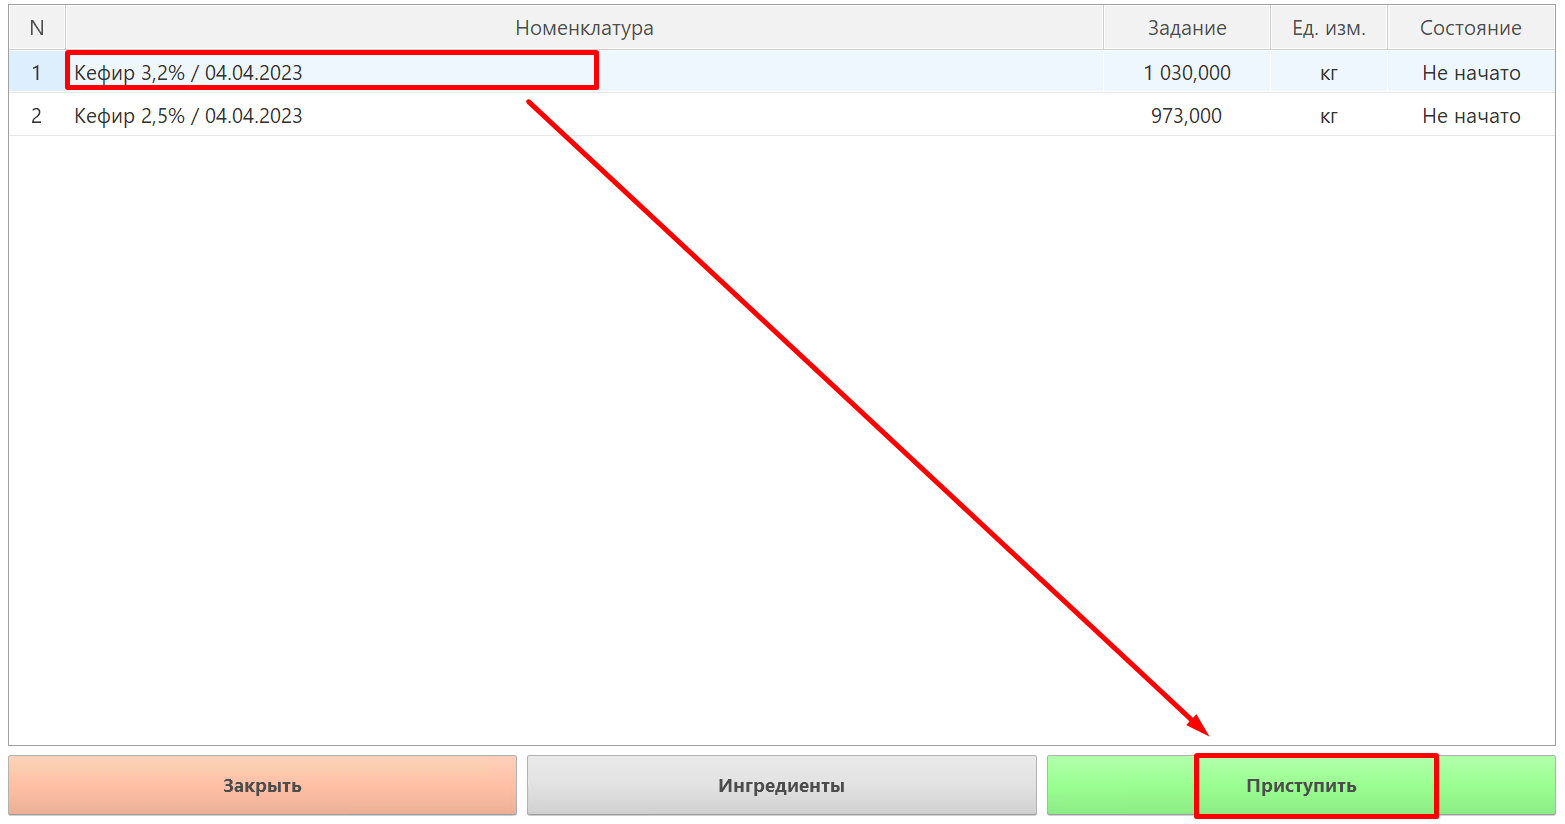 N Номенклатура Задание Ед. изм. Состояние
1 Кефир 3,2% / 04.04.2023 1 030,000 кг Не начато
2 Кефир 2,5% / 04.04.2023 973,000 кг Не начато
Закрыть Ингредиенты Приступить